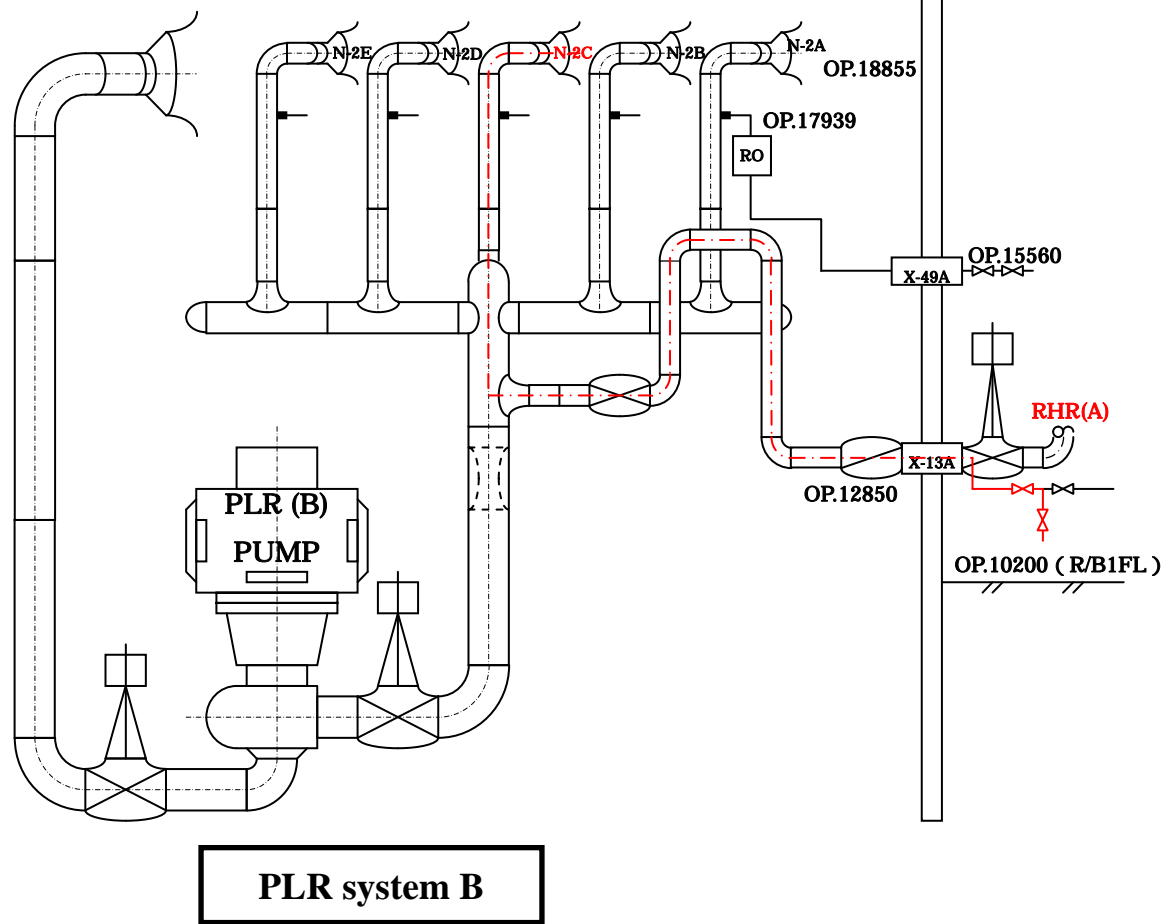 N-2E
N-2D
N-2C
N-2B
N-2A
OP.18855
OP.17939
RO
OP.15560
X-49A
RHR(A)
X-13A
OP.12850
PLR (B)
PUMP
OP.10200 ( R/B1FL )
PLR system B